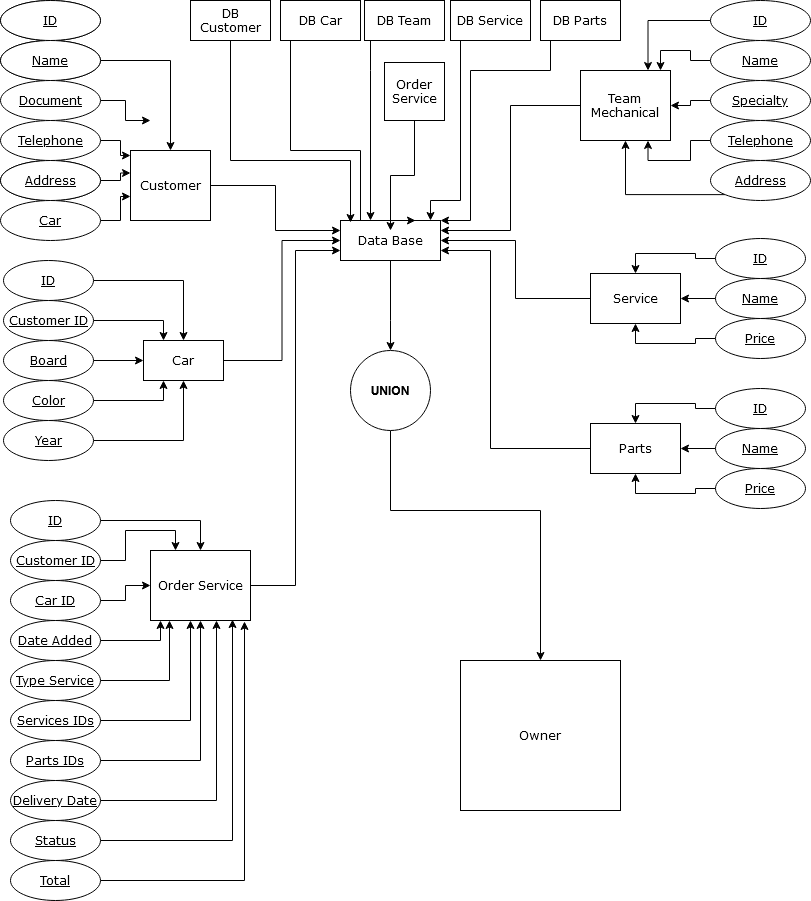 DB
Customer
DB Car
DB Team
DB Service
DB Parts
Order
Service
ID
Name
Document
Telephone
Address
Car
Customer
Team
Mechanical
ID
Name
Specialty
Telephone
Address
Data Base
ID
Customer ID
Board
Color
Year
Car
Service
ID
Name
Price
UNION
Parts
ID
Name
Price
ID
Customer ID
Car ID
Date Added
Type Service
Services IDs
Parts IDs
Delivery Date
Status
Total
Order Service
Owner